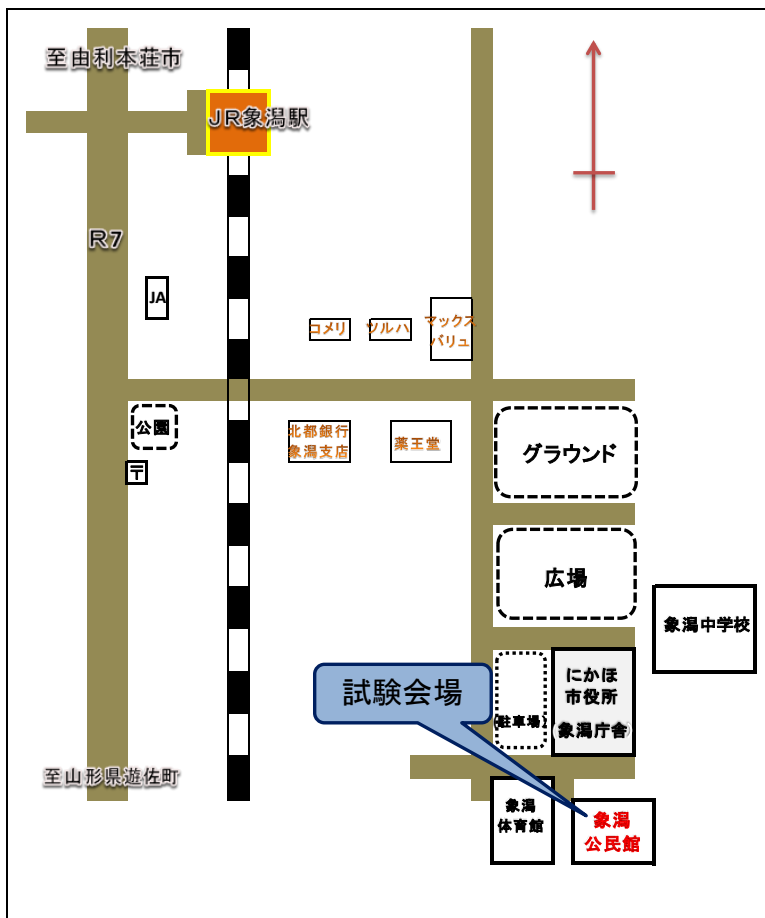 至由利本荘市
JR象潟駅
R7
JA
コメリ
ツルハ
マックス
バリュ
公園
〒
北都銀行
象潟支店
薬王堂
グラウンド
広場
象潟中学校
にかほ
市役所
(象潟庁舎)
(駐車場)
試験会場
至山形県遊佐町
象潟
体育館
象潟
公民館